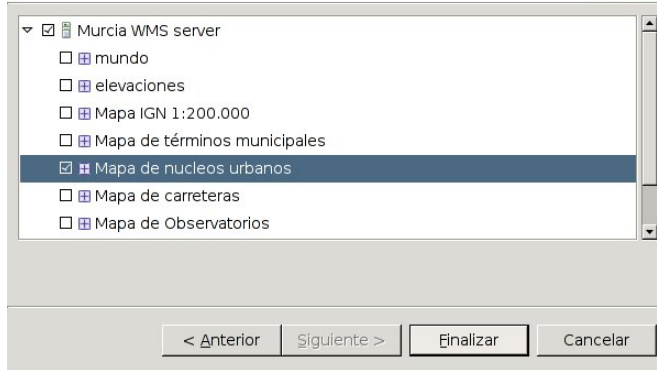 Murcia WMS server
mundo
elevaciones
Mapa IGN 1:200.000
Mapa de términos municipales
Mapa de nucleos urbanos
Mapa de carreteras
Mapa de Observatorios
< Anterior Siguiente > Finalizar Cancelar